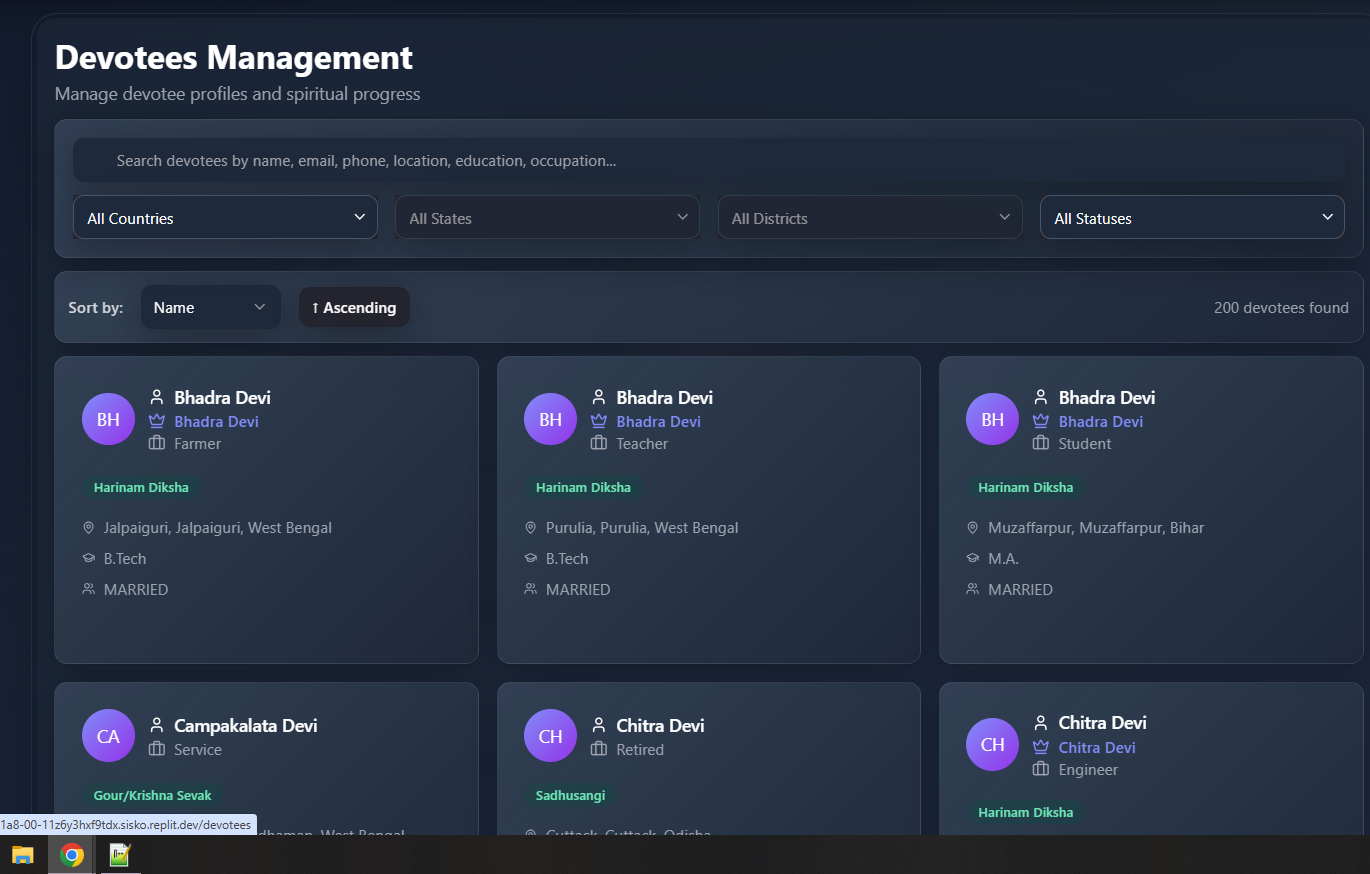 Devotees Management
Manage devotee profiles and spiritual progress
Search devotees by name, email, phone, location, education, occupation...
All Countries
All States
All Districts
All Statuses
Sort by:
Name
↑ Ascending
200 devotees found
BH
Bhadra Devi
Bhadra Devi
Farmer
Harinam Diksha
Jalpaiguri, Jalpaiguri, West Bengal
B.Tech
MARRIED
BH
Bhadra Devi
Bhadra Devi
Teacher
Harinam Diksha
Purulia, Purulia, West Bengal
B.Tech
MARRIED
BH
Bhadra Devi
Bhadra Devi
Student
Harinam Diksha
Muzaffarpur, Muzaffarpur, Bihar
M.A.
MARRIED
CA
Campakalata Devi
Service
Gour/Krishna Sevak
West Bengal
CH
Chitra Devi
Retired
Sadhusangi
Cuttack, Cuttack, Odisha
CH
Chitra Devi
Chitra Devi
Engineer
Harinam Diksha
1a8-00-11z6y3hxf9tdx.sisko.replit.dev/devotees